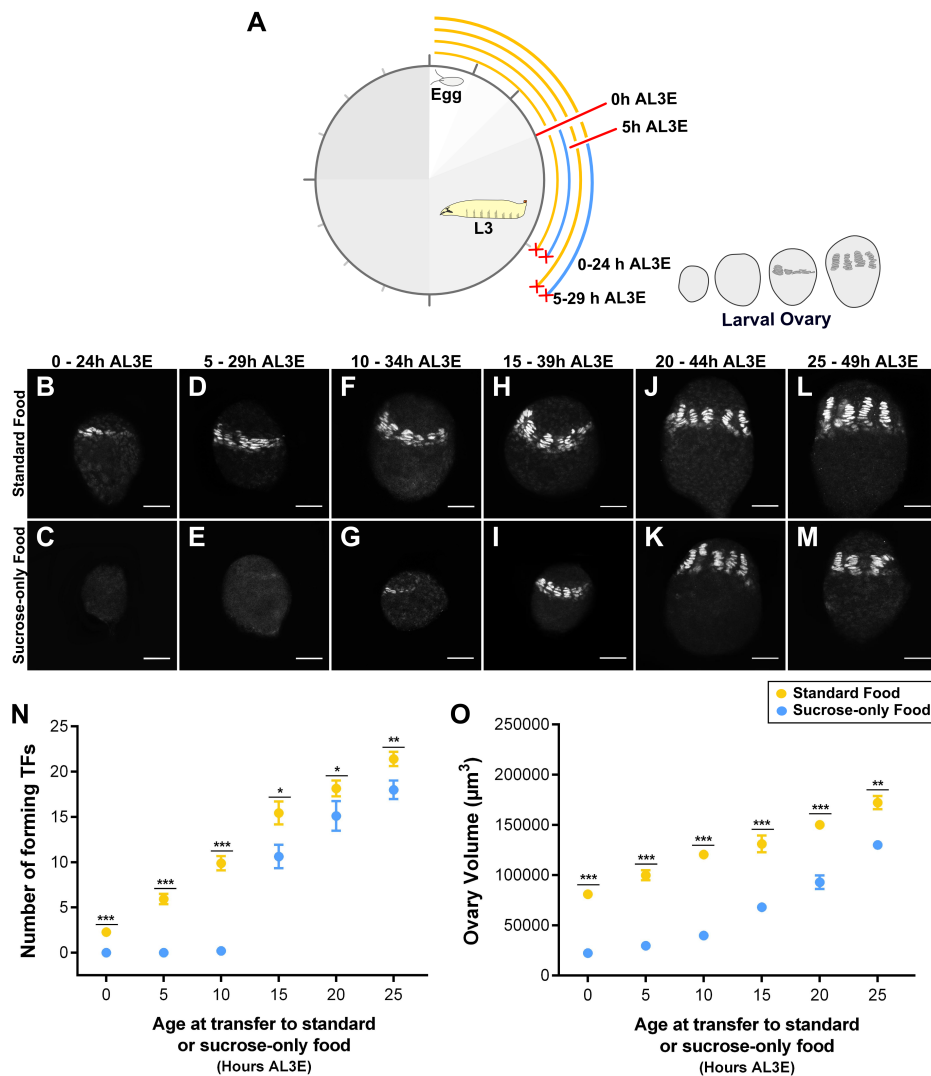 A
Egg
0h AL3E
5h AL3E
L3
0-24 h AL3E
5-29 h AL3E
Larval Ovary
0 - 24h AL3E 5 - 29h AL3E 10 - 34h AL3E 15 - 39h AL3E 20 - 44h AL3E 25 - 49h AL3E
Standard Food
B D F H J L
Sucrose-only Food
C E G I K M
Standard Food
Sucrose-only Food
N
Number of forming TFs
25
20
15
10
5
0
*** *** *** * * **
0 5 10 15 20 25
Age at transfer to standard
or sucrose-only food
(Hours AL3E)
O
Ovary Volume (µm³)
250000
200000
150000
100000
50000
0
*** *** *** *** *** **
0 5 10 15 20 25
Age at transfer to standard
or sucrose-only food
(Hours AL3E)